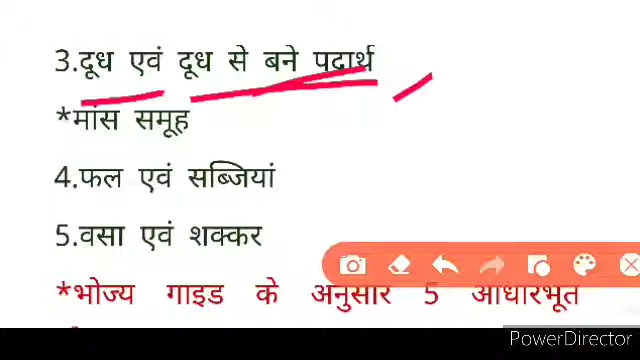 3.दूध एवं दूध से बने पदार्थ
*मांस समूह
4.फल एवं सब्जियां
5.वसा एवं शक्कर
*भोज्य गाइड के अनुसार 5 आधारभूत
PowerDirector